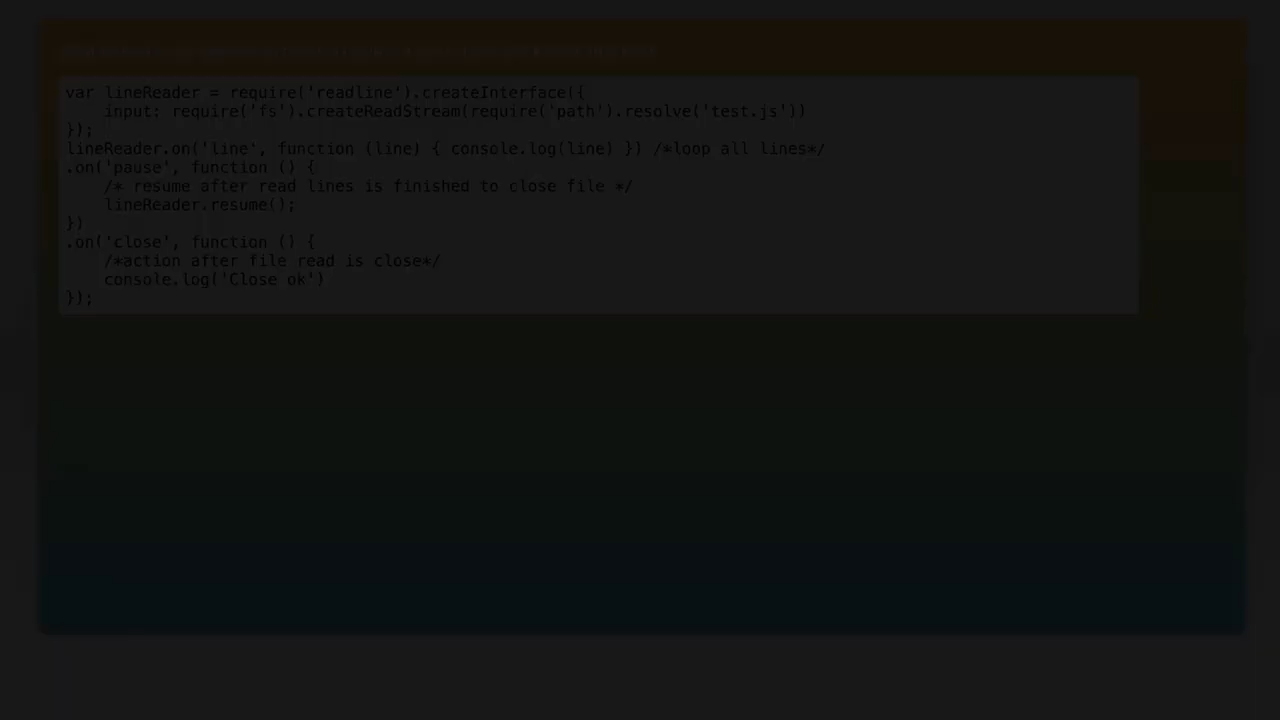 var lineReader = require('readline').createInterface({
    input: require('fs').createReadStream(require('path').resolve('test.js'))
});
lineReader.on('line', function (line) { console.log(line) }) /*loop all lines*/
.on('pause', function () {
    /* resume after read lines is finished to close file */
    lineReader.resume();
})
.on('close', function () {
    /*action after file read is close*/
    console.log('Close ok')
});